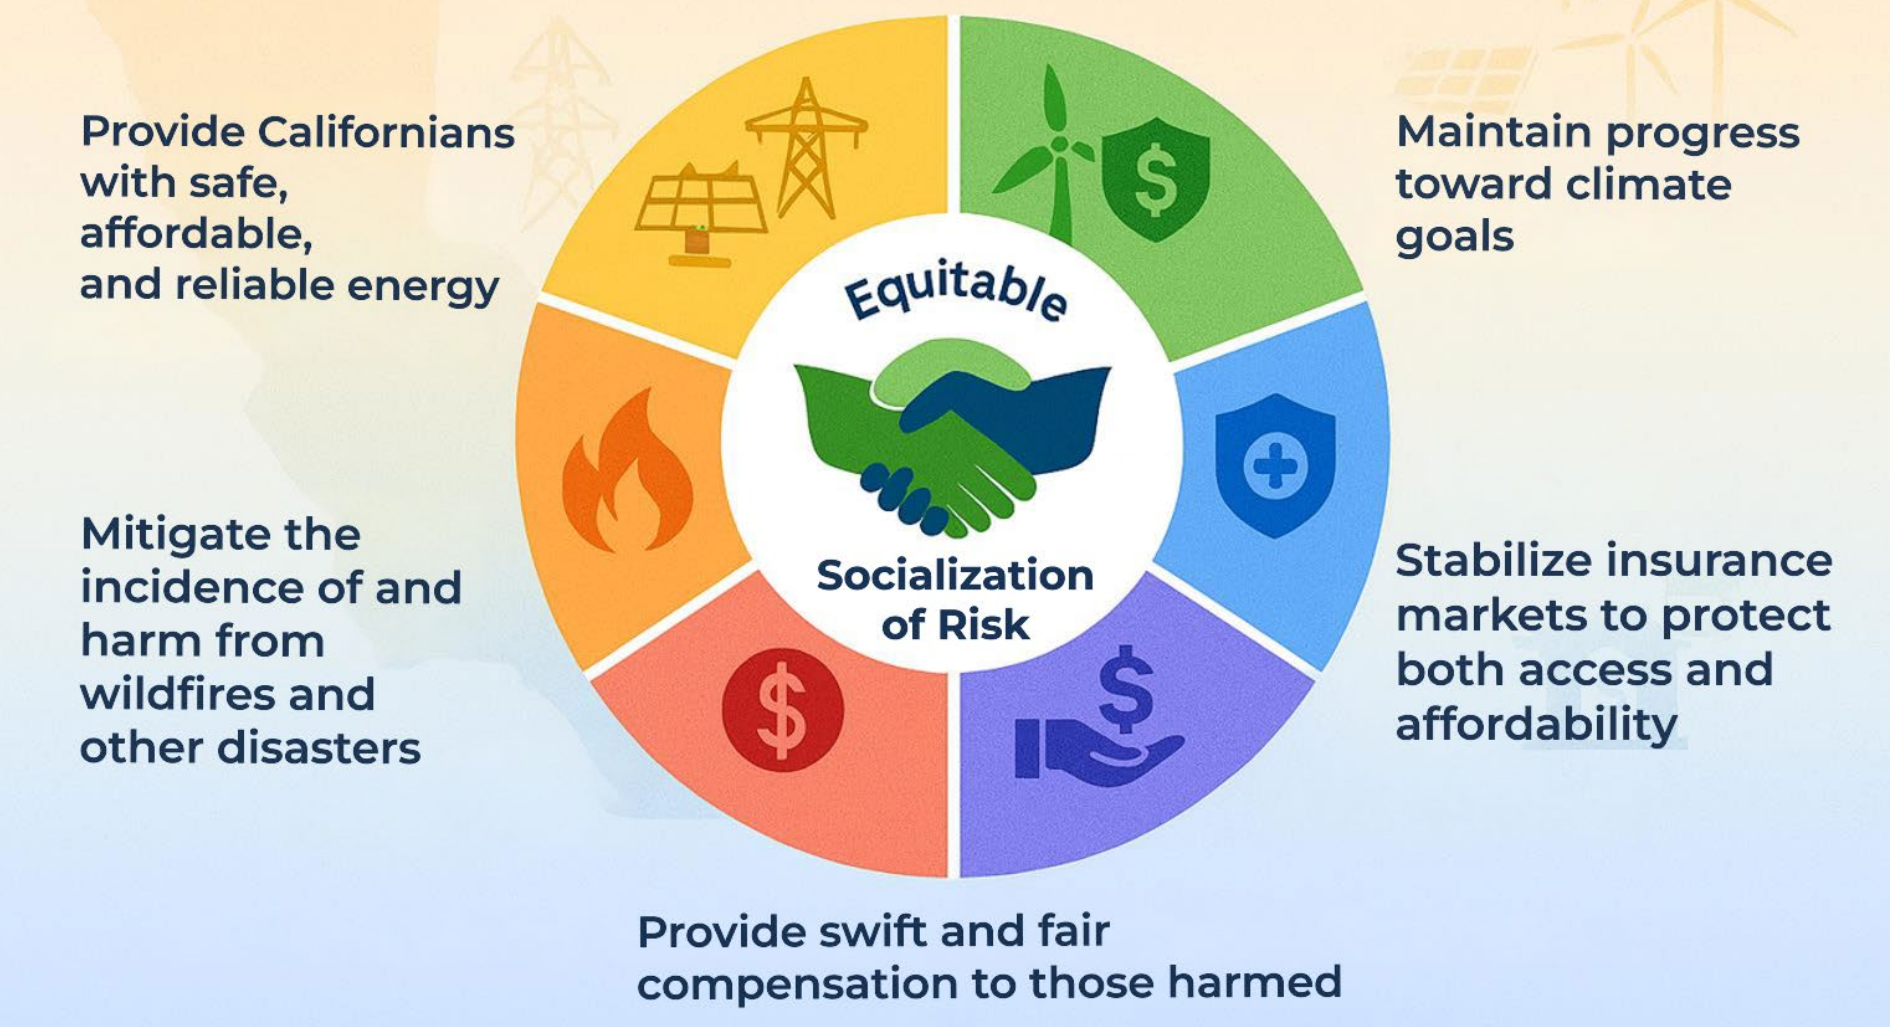 Provide Californians
with safe,
affordable,
and reliable energy
Maintain progress
toward climate
goals
$
Equitable
Socialization
of Risk
Mitigate the
incidence of and
harm from
wildfires and
other disasters
Stabilize insurance
markets to protect
both access and
affordability
$
$
Provide swift and fair
compensation to those harmed